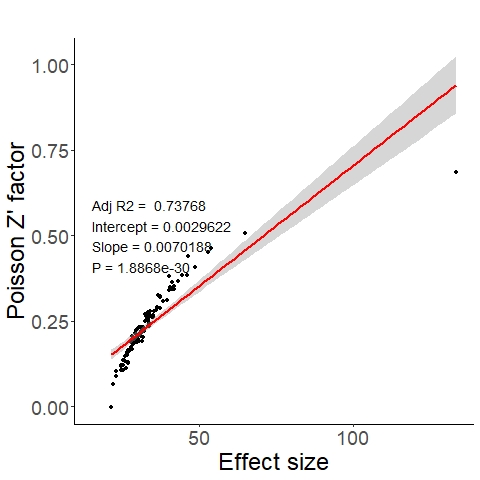 1.00
0.75
Poisson Z' factor
Adj R2 =  0.73768
Intercept = 0.0029622
Slope = 0.0070188
P = 1.8868e-30
0.50
0.25
0.00
50
100
Effect size